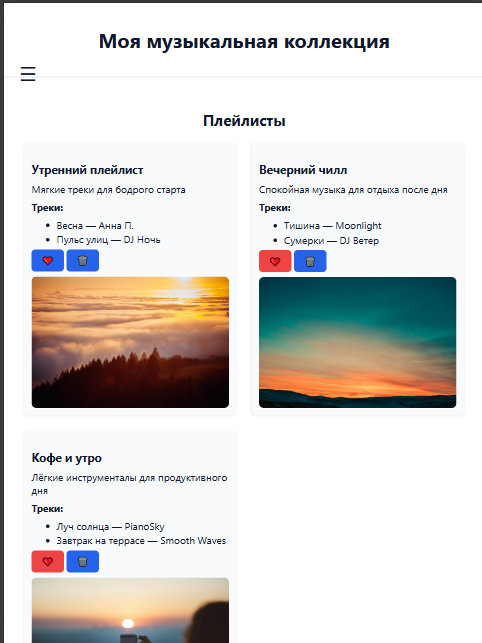 Моя музыкальная коллекция
Плейлисты
Утренний плейлист
Мягкие треки для бодрого старта
Треки:
Весна — Анна П.
Пульс улиц — DJ Ночь
Вечерний чилл
Спокойная музыка для отдыха после дня
Треки:
Тишина — Moonlight
Сумерки — DJ Ветер
Кофе и утро
Лёгкие инструменталы для продуктивного
дня
Треки:
Луч солнца — PianoSky
Завтрак на террасе — Smooth Waves